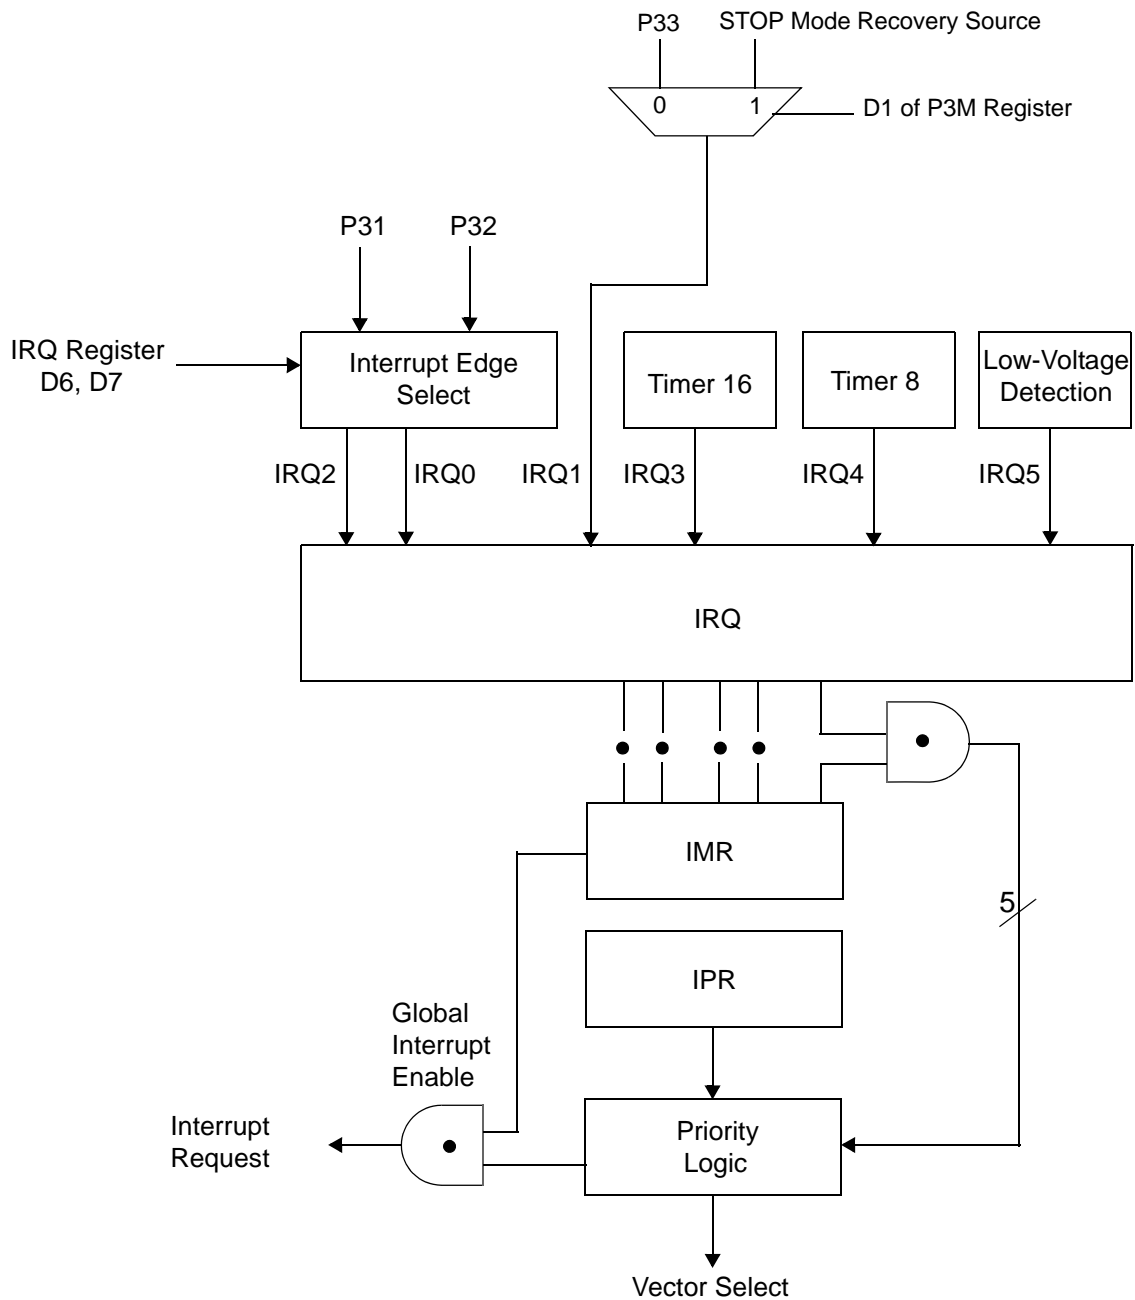 P33
STOP Mode Recovery Source
0
1
D1 of P3M Register
P31
P32
IRQ Register
D6, D7
Interrupt Edge
Select
Timer 16
Timer 8
Low-Voltage
Detection
IRQ2
IRQ0
IRQ1
IRQ3
IRQ4
IRQ5
IRQ
IMR
5
IPR
Global
Interrupt
Enable
Interrupt
Request
Priority
Logic
Vector Select